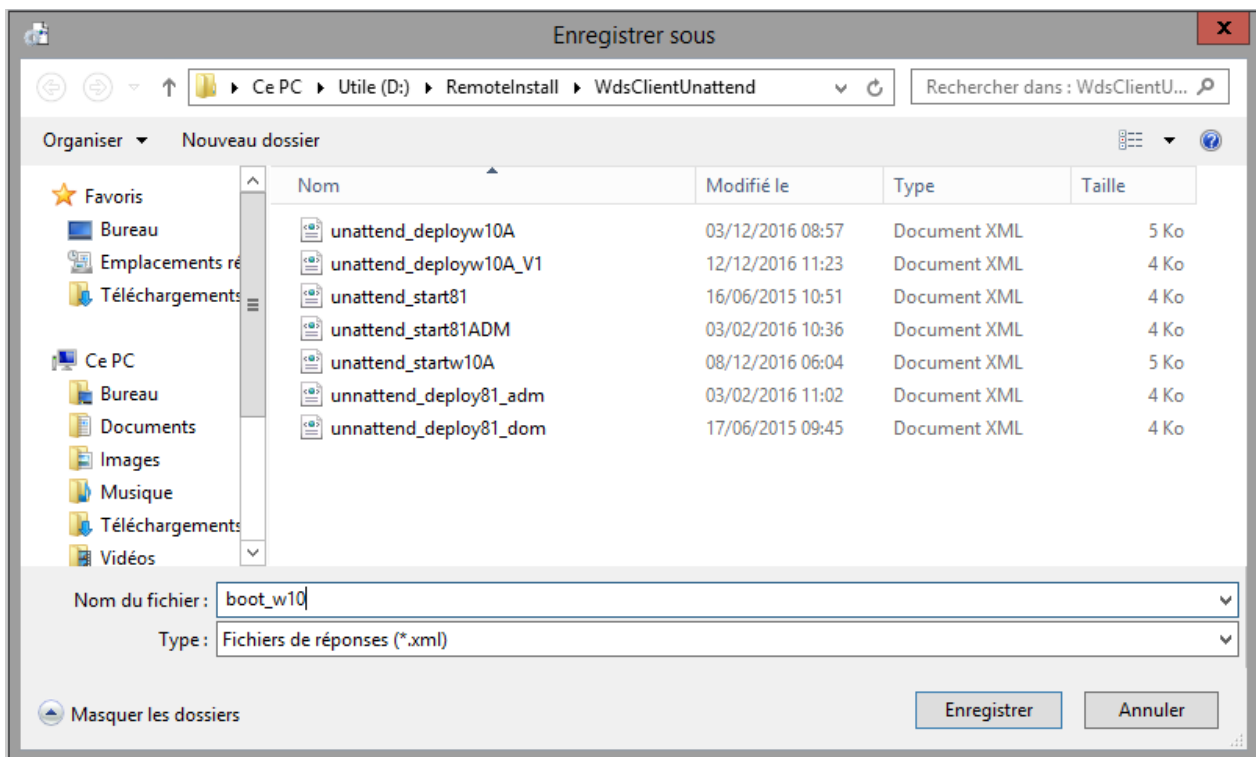 Enregistrer sous
Ce PC Utile (D:) RemoteInstall WdsClientUnattend Rechercher dans : WdsClientU...
Organiser Nouveau dossier
Nom Modifié le Type Taille
Favoris
Bureau
Emplacements ré
Téléchargements
Ce PC
Bureau
Documents
Images
Musique
Téléchargements
Vidéos
unattend_deployw10A 03/12/2016 08:57 Document XML 5 Ko
unattend_deployw10A_V1 12/12/2016 11:23 Document XML 4 Ko
unattend_start81 16/06/2015 10:51 Document XML 4 Ko
unattend_start81ADM 03/02/2016 10:36 Document XML 4 Ko
unattend_startw10A 08/12/2016 06:04 Document XML 5 Ko
unnattend_deploy81_adm 03/02/2016 11:02 Document XML 4 Ko
unnattend_deploy81_dom 17/06/2015 09:45 Document XML 4 Ko
Nom du fichier : boot_w10
Type : Fichiers de réponses (*.xml)
Masquer les dossiers Enregistrer Annuler